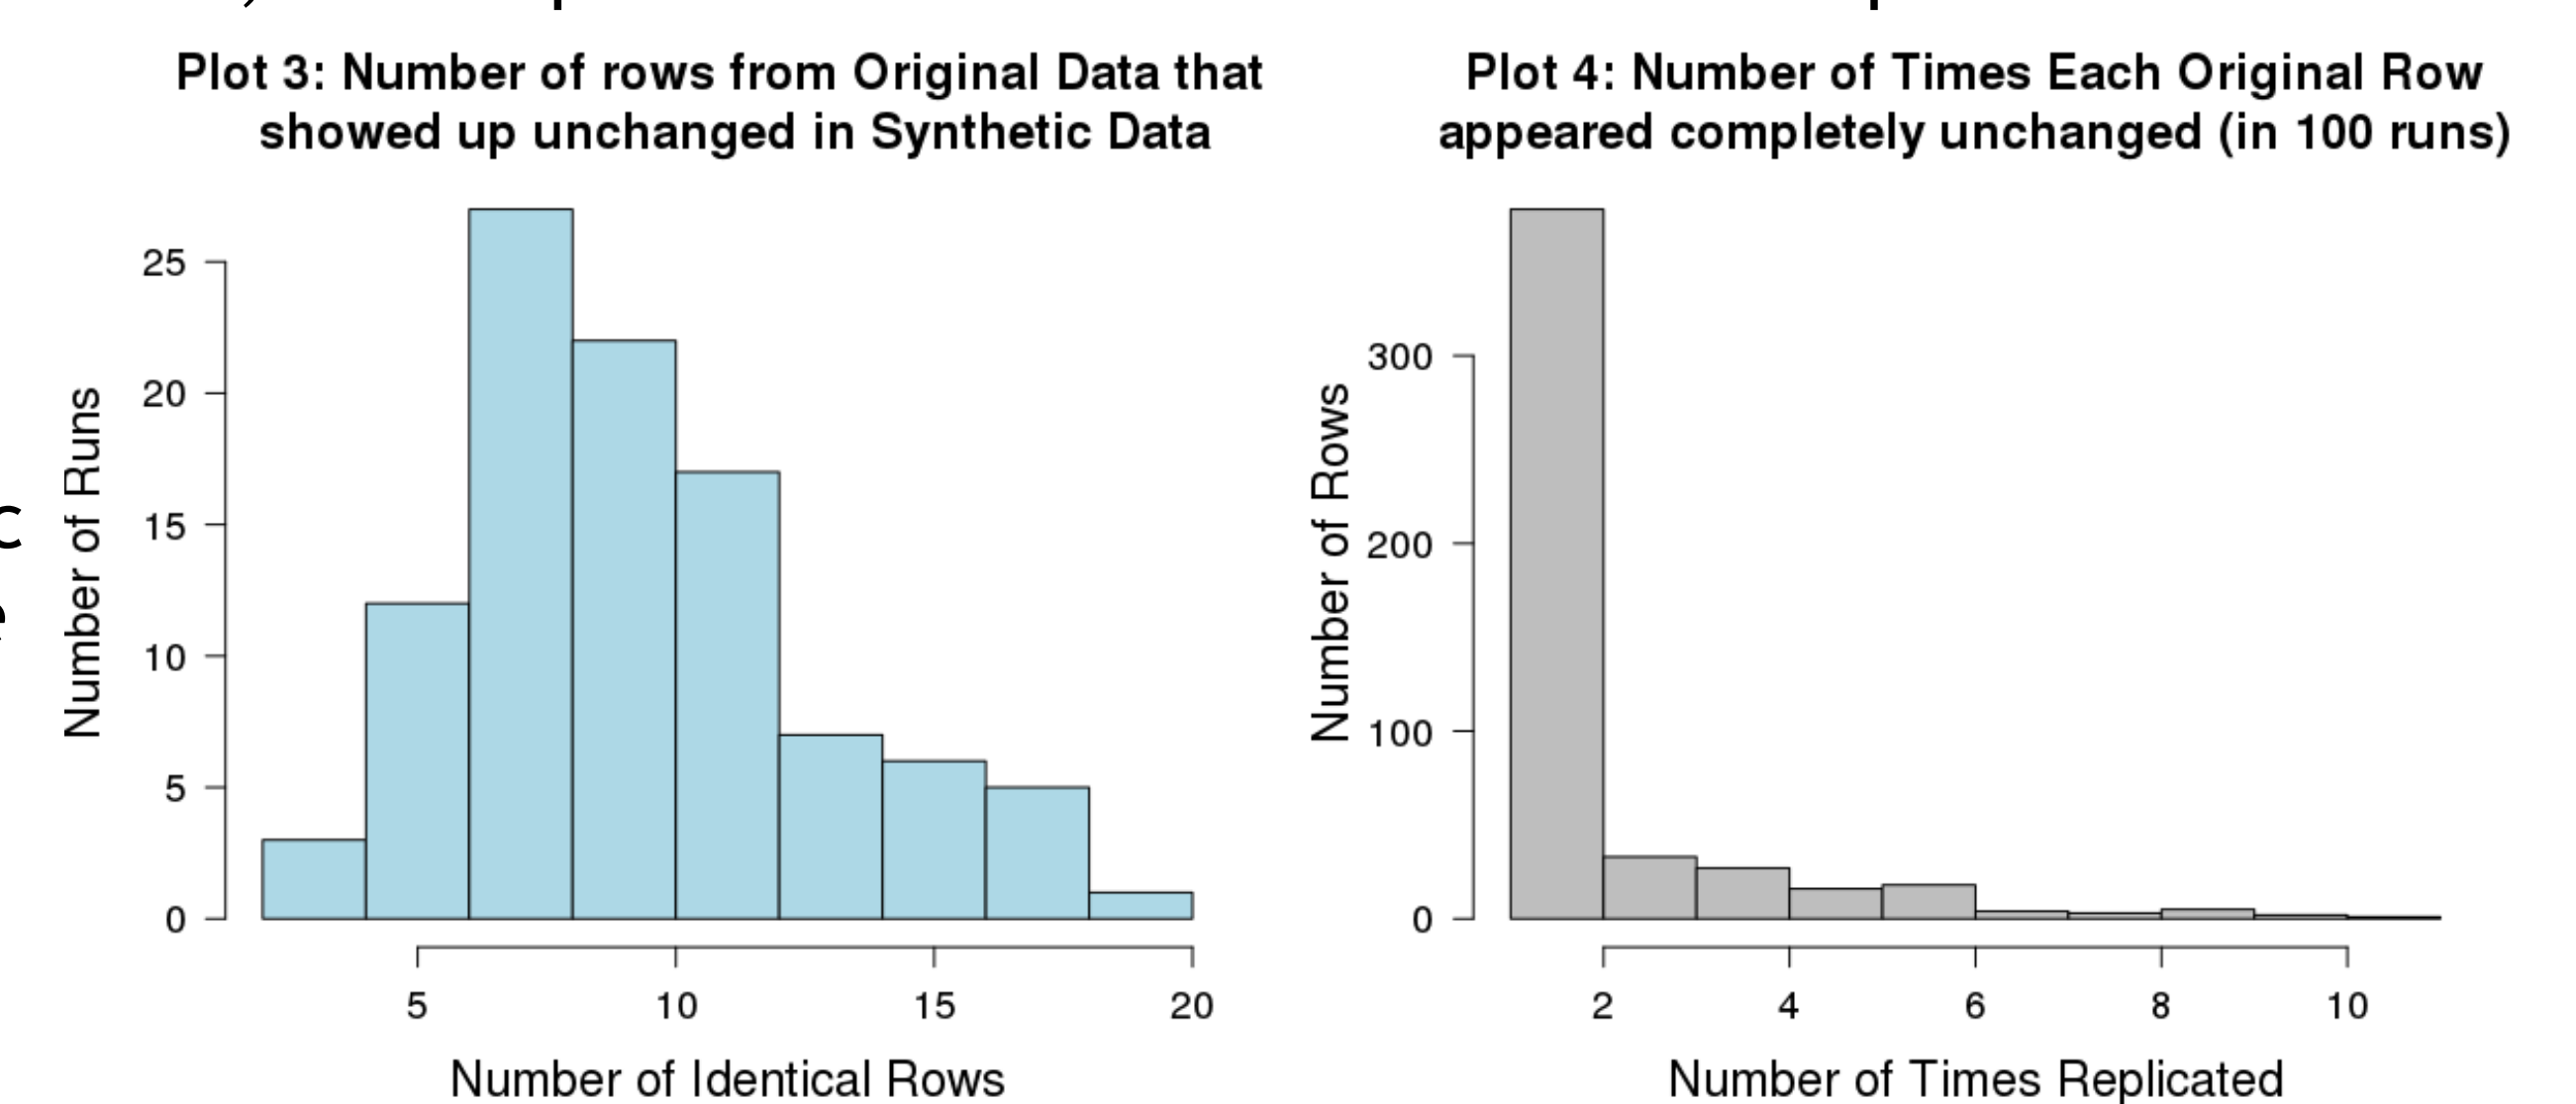 Plot 3: Number of rows from Original Data that
showed up unchanged in Synthetic Data
Number of Runs
25
20
15
10
5
0
5 10 15 20
Number of Identical Rows
Plot 4: Number of Times Each Original Row
appeared completely unchanged (in 100 runs)
Number of Rows
300
200
100
0
2 4 6 8 10
Number of Times Replicated